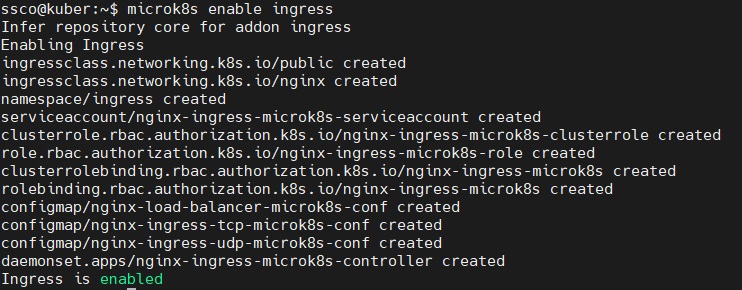 ssco@kuber:~$ microk8s enable ingress
Infer repository core for addon ingress
Enabling Ingress
ingressclass.networking.k8s.io/public created
ingressclass.networking.k8s.io/nginx created
namespace/ingress created
serviceaccount/nginx-ingress-microk8s-serviceaccount created
clusterrole.rbac.authorization.k8s.io/nginx-ingress-microk8s-clusterrole created
role.rbac.authorization.k8s.io/nginx-ingress-microk8s-role created
clusterrolebinding.rbac.authorization.k8s.io/nginx-ingress-microk8s created
rolebinding.rbac.authorization.k8s.io/nginx-ingress-microk8s created
configmap/nginx-load-balancer-microk8s-conf created
configmap/nginx-ingress-tcp-microk8s-conf created
configmap/nginx-ingress-udp-microk8s-conf created
daemonset.apps/nginx-ingress-microk8s-controller created
Ingress is enabled